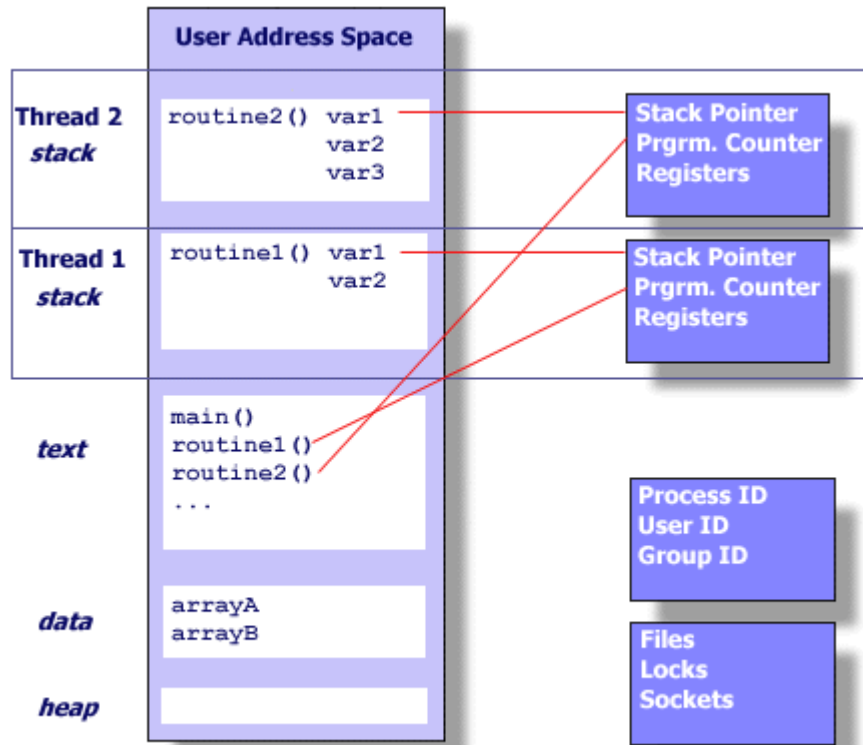 User Address Space
Thread 2
stack
routine2() var1
var2
var3
Stack Pointer
Prgrm. Counter
Registers
Thread 1
stack
routine1() var1
var2
Stack Pointer
Prgrm. Counter
Registers
text
main()
routine1()
routine2()
...
Process ID
User ID
Group ID
data
arrayA
arrayB
Files
Locks
Sockets
heap